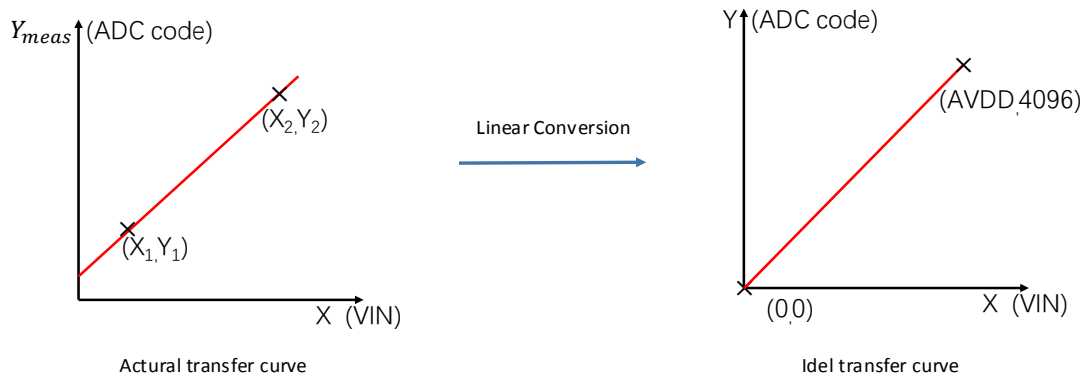 Y_meas (ADC code)
(X₂,Y₂)
(X₁,Y₁)
X (VIN)
Actural transfer curve
Linear Conversion
Y (ADC code)
(AVDD,4096)
(0,0)
X (VIN)
Idel transfer curve